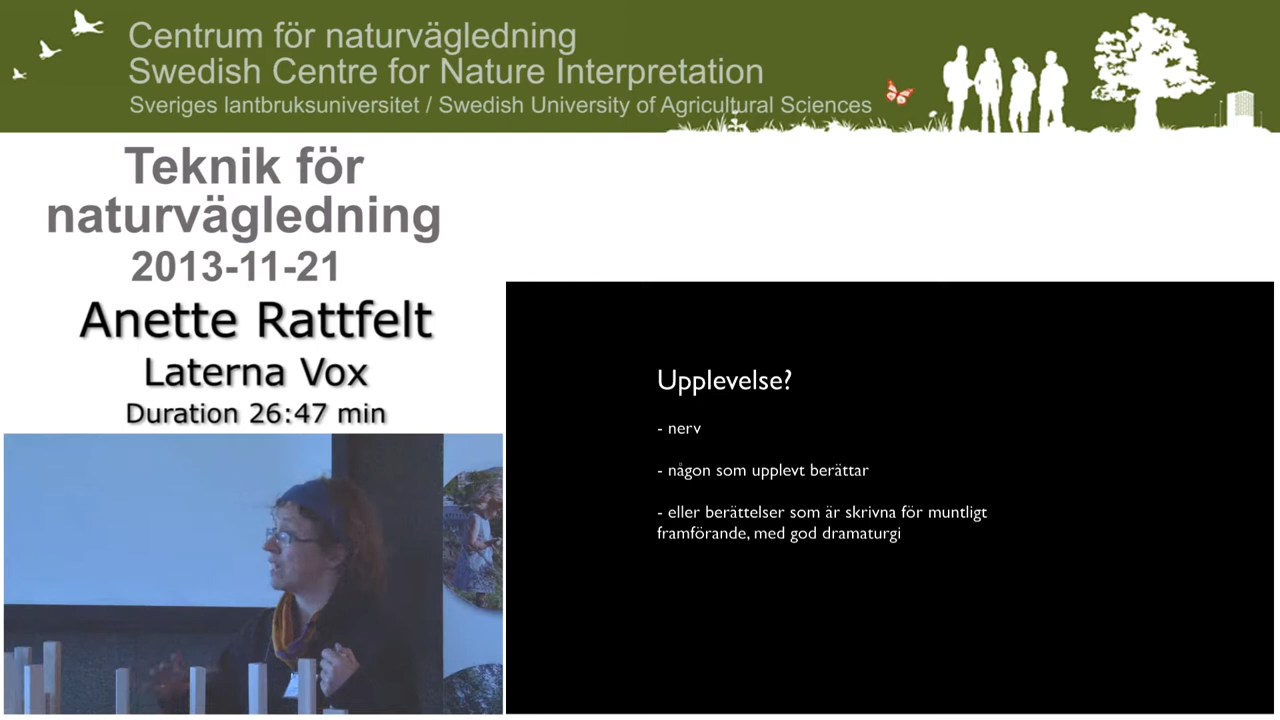 Centrum för naturvägledning
Swedish Centre for Nature Interpretation
Sveriges lantbruksuniversitet / Swedish University of Agricultural Sciences
Teknik för
naturvägledning
2013-11-21
Anette Rattfelt
Laterna Vox
Duration 26:47 min
Upplevelse?
- nerv
- någon som upplevt berättar
- eller berättelser som är skrivna för muntligt
framförande, med god dramaturgi